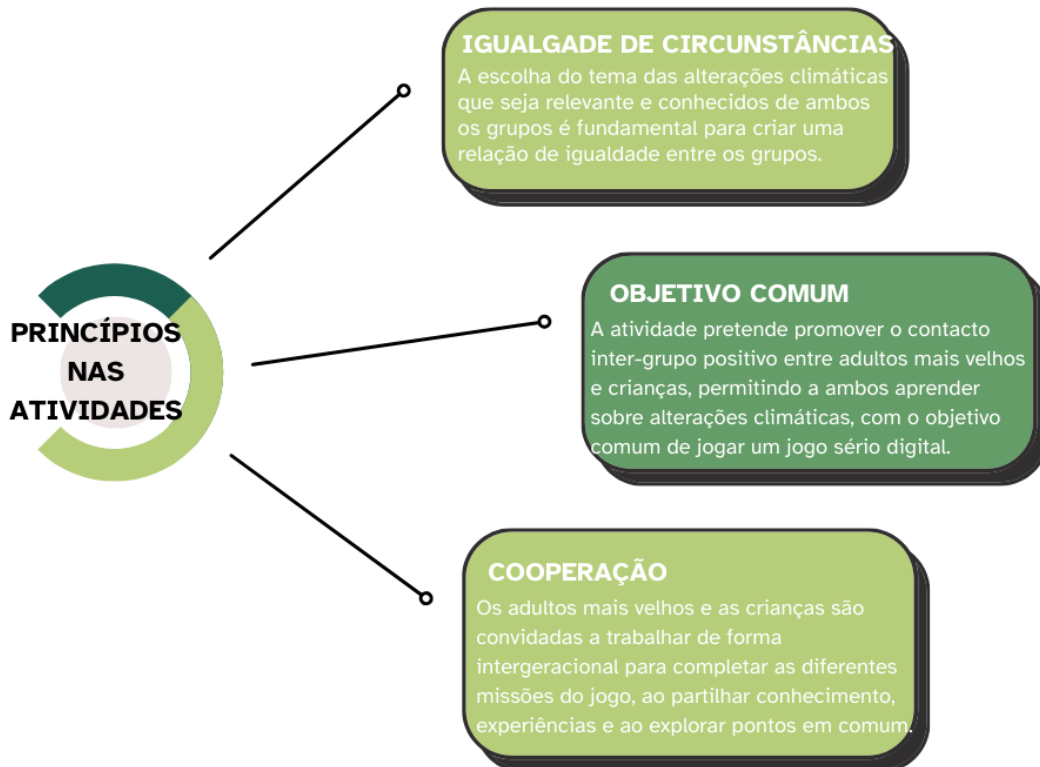 PRINCÍPIOS
NAS
ATIVIDADES
IGUALGADE DE CIRCUNSTÂNCIAS
A escolha do tema das alterações climáticas
que seja relevante e conhecidos de ambos
os grupos é fundamental para criar uma
relação de igualdade entre os grupos.
OBJETIVO COMUM
A atividade pretende promover o contacto
inter-grupo positivo entre adultos mais velhos
e crianças, permitindo a ambos aprender
sobre alterações climáticas, com o objetivo
comum de jogar um jogo sério digital.
COOPERAÇÃO
Os adultos mais velhos e as crianças são
convidadas a trabalhar de forma
intergeracional para completar as diferentes
missões do jogo, ao partilhar conhecimento,
experiências e ao explorar pontos em comum.